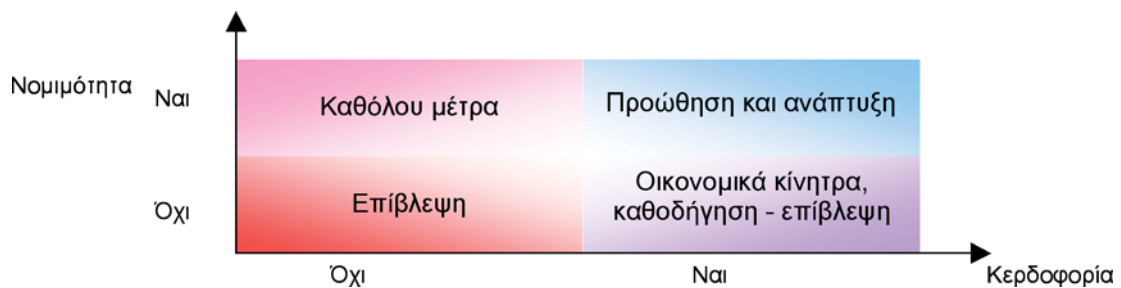 Νομιμότητα
Ναι
Καθόλου μέτρα
Προώθηση και ανάπτυξη
Όχι
Επίβλεψη
Οικονομικά κίνητρα,
καθοδήγηση - επίβλεψη
Όχι
Ναι
Κερδοφορία